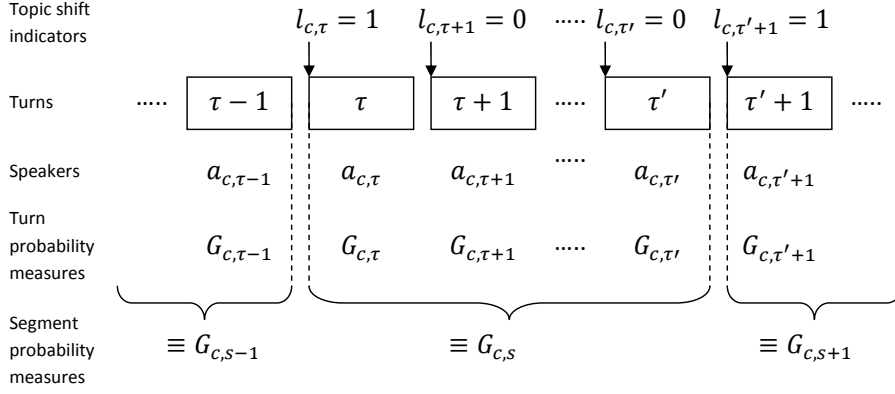 Topic shift
indicators
l_{c,τ} = 1 l_{c,τ+1} = 0 ····· l_{c,τ′} = 0 l_{c,τ′+1} = 1
Turns
····· τ − 1 τ τ + 1 ····· τ′ τ′ + 1 ·····
Speakers
a_{c,τ−1} a_{c,τ} a_{c,τ+1} ····· a_{c,τ′} a_{c,τ′+1}
Turn
probability
measures
G_{c,τ−1} G_{c,τ} G_{c,τ+1} ····· G_{c,τ′} G_{c,τ′+1}
Segment
probability
measures
≡ G_{c,s−1} ≡ G_{c,s} ≡ G_{c,s+1}